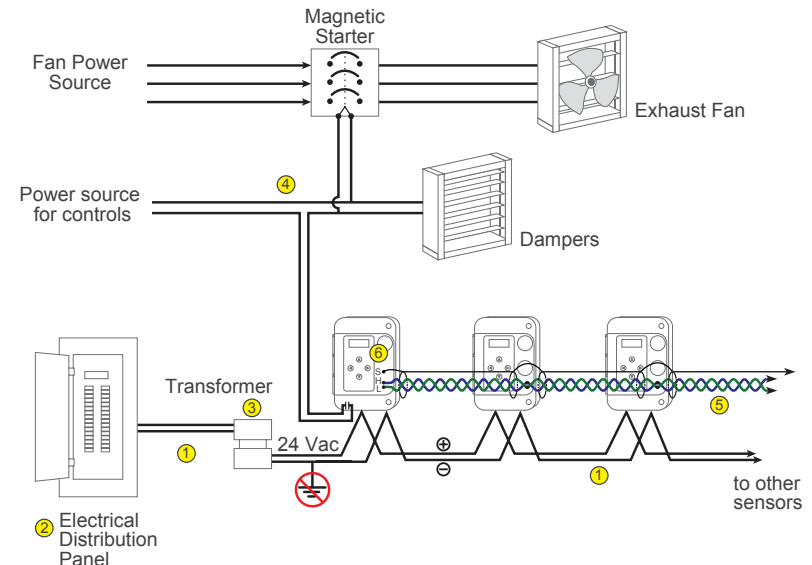 Magnetic
Starter
Fan Power
Source
Exhaust Fan
4
Power source
for controls
Dampers
6
S
H
L
Transformer
3
5
1
24 Vac
⊕
⊖
1
to other
sensors
2 Electrical
Distribution
Panel